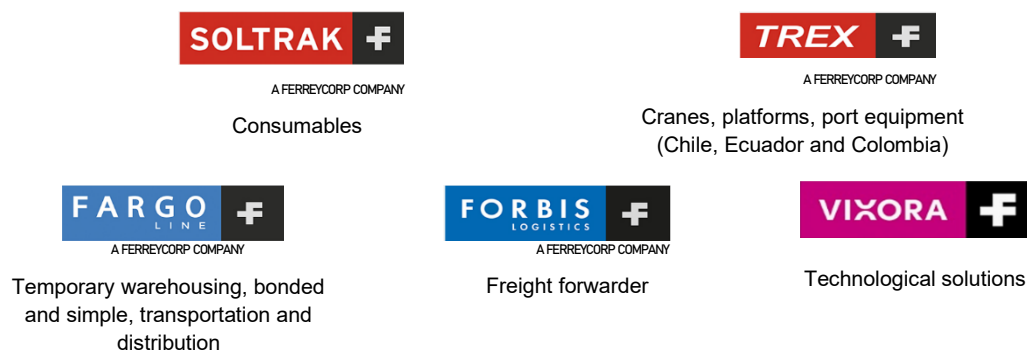 SOLTRAK
A FERREYCORP COMPANY
Consumables
TREX
A FERREYCORP COMPANY
Cranes, platforms, port equipment
(Chile, Ecuador and Colombia)
FARGO
LINE
A FERREYCORP COMPANY
Temporary warehousing, bonded
and simple, transportation and
distribution
FORBIS
LOGISTICS
A FERREYCORP COMPANY
Freight forwarder
VIXORA
Technological solutions